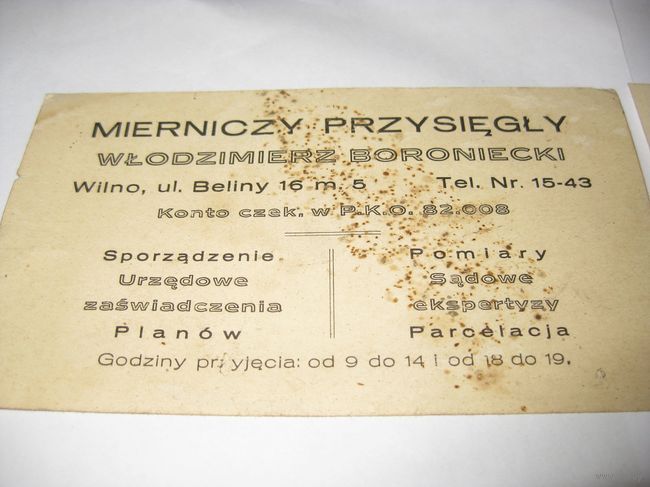 MIERNICZY PRZYSIĘGŁY
WŁODZIMIERZ BORONIECKI
Wilno, ul. Beliny 16 m. 5 Tel. Nr. 15-43
Konto czek. w P.K.O. 82.008
Sporządzenie
Urzędowe
zaświadczenia
Planów
Pomiary
Sądowe
ekspertyzy
Parcelacja
Godziny przyjęcia: od 9 do 14 i od 18 do 19.